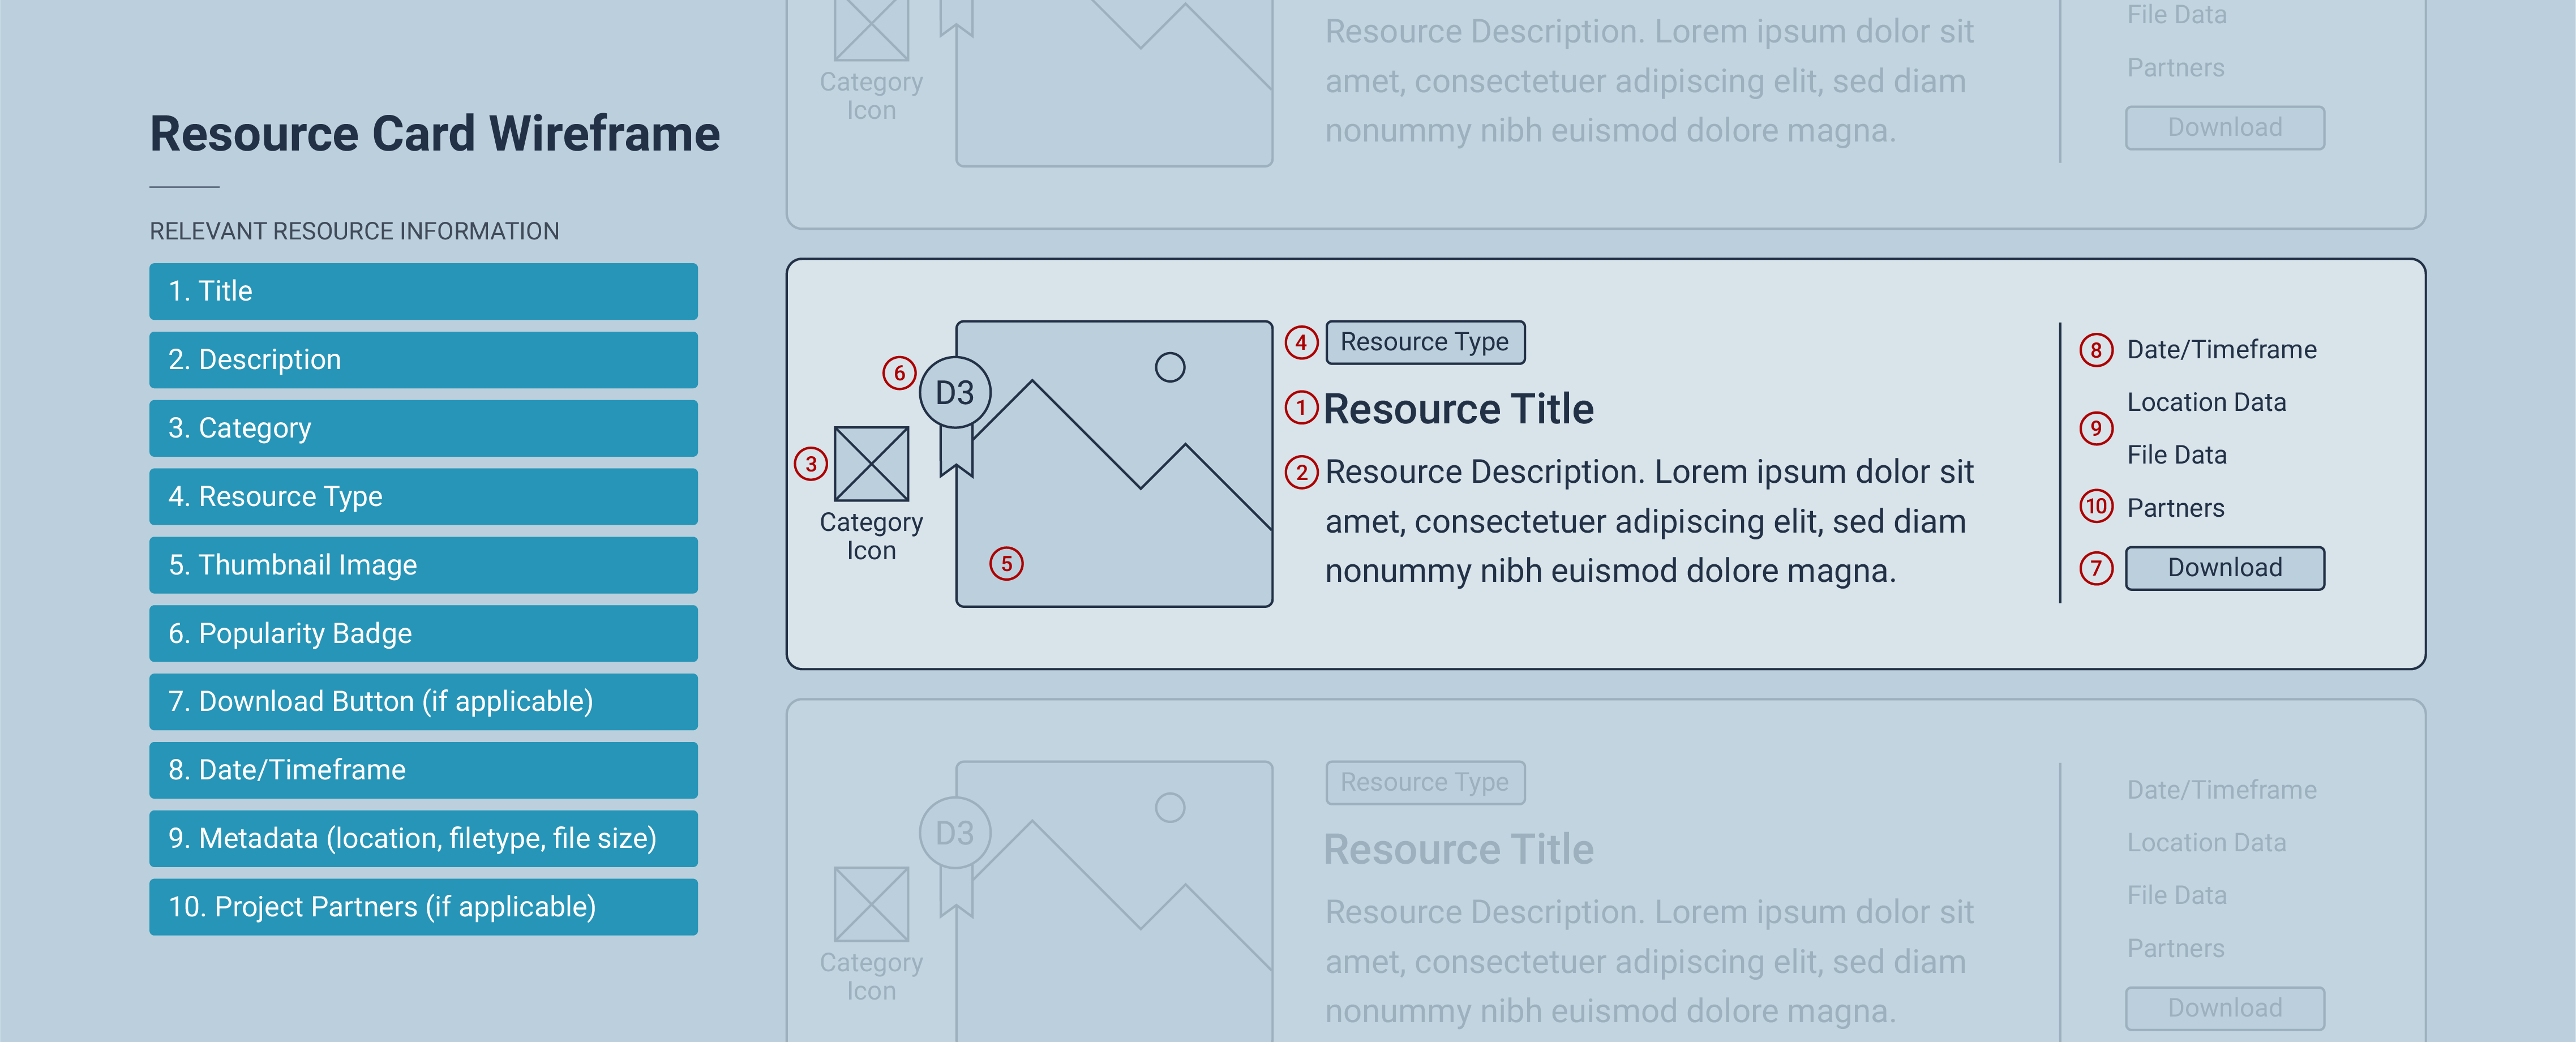 Resource Card Wireframe
RELEVANT RESOURCE INFORMATION
1. Title
2. Description
3. Category
4. Resource Type
5. Thumbnail Image
6. Popularity Badge
7. Download Button (if applicable)
8. Date/Timeframe
9. Metadata (location, filetype, file size)
10. Project Partners (if applicable)
Category
Icon
Resource Description. Lorem ipsum dolor sit
amet, consectetuer adipiscing elit, sed diam
nonummy nibh euismod dolore magna.
File Data
Partners
Download
6
D3
3
Category
Icon
5
4 Resource Type
1 Resource Title
2 Resource Description. Lorem ipsum dolor sit
amet, consectetuer adipiscing elit, sed diam
nonummy nibh euismod dolore magna.
8 Date/Timeframe
Location Data
9
File Data
10 Partners
7 Download
D3
Category
Icon
Resource Type
Resource Title
Resource Description. Lorem ipsum dolor sit
amet, consectetuer adipiscing elit, sed diam
nonummy nibh euismod dolore magna.
Date/Timeframe
Location Data
File Data
Partners
Download